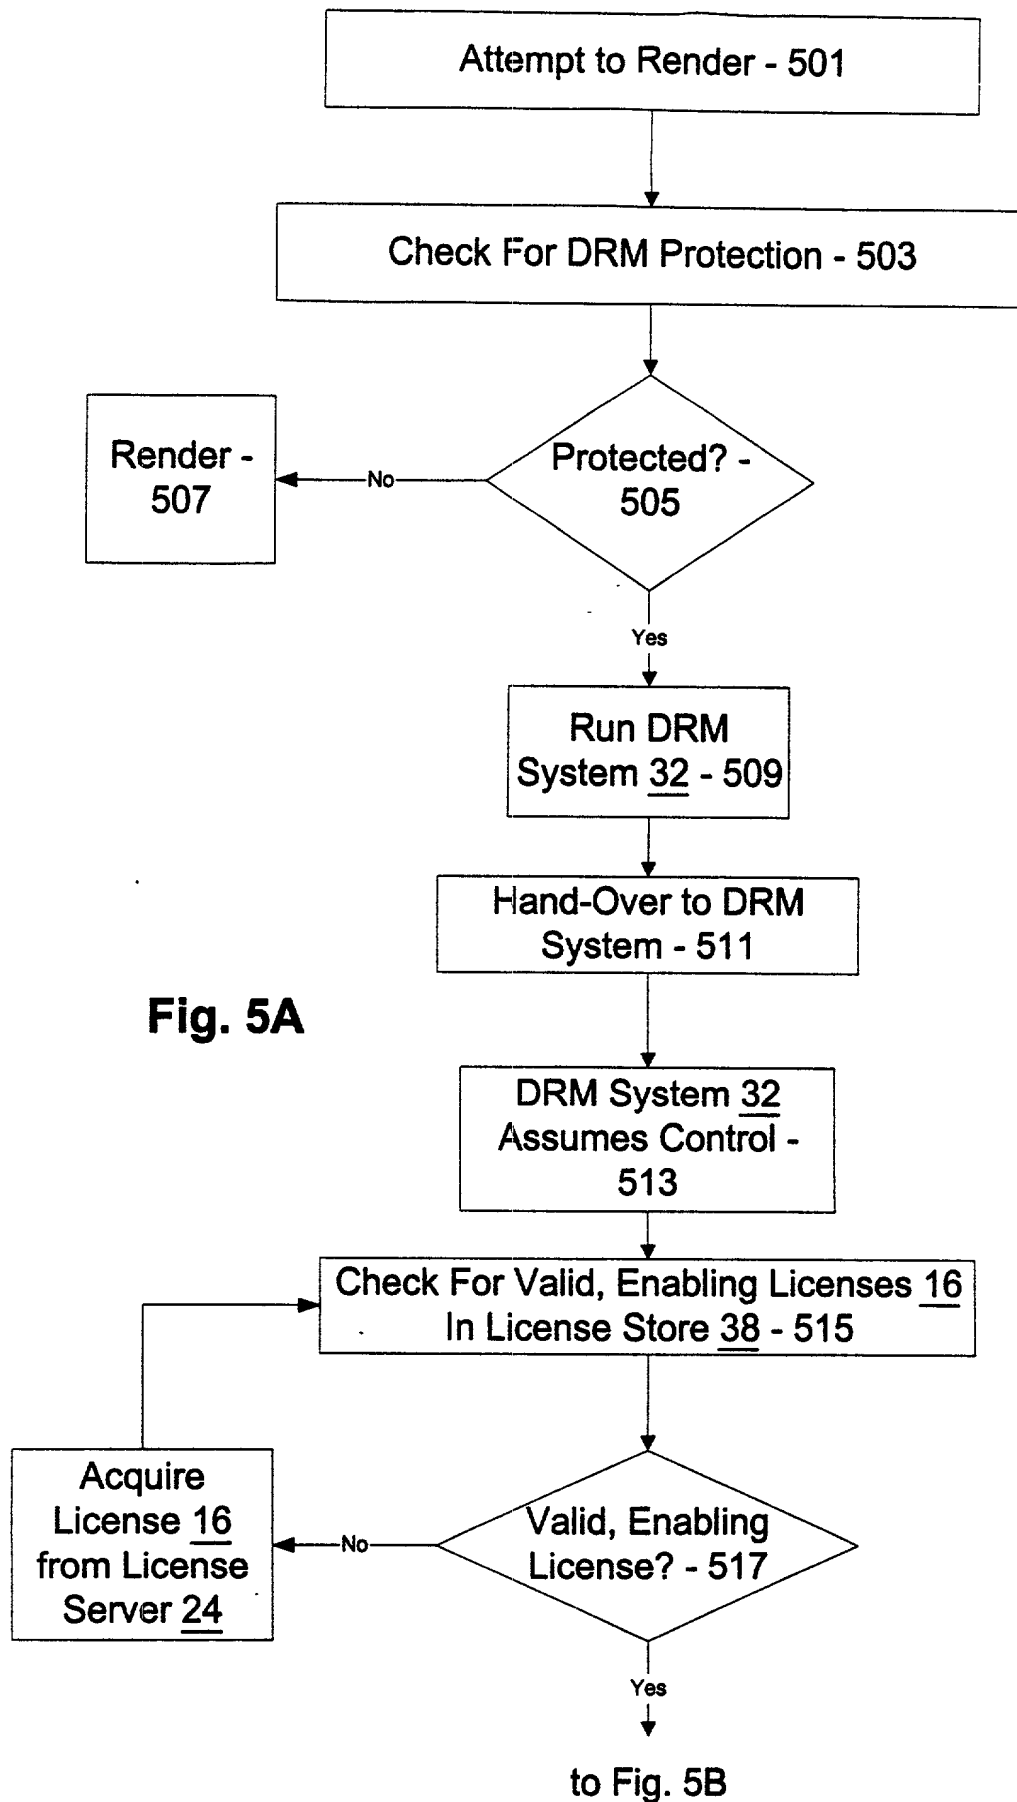 Attempt to Render - 501
Check For DRM Protection - 503
Render -
507
No
Protected? -
505
Yes
Run DRM
System 32 - 509
Hand-Over to DRM
System - 511
Fig. 5A
DRM System 32
Assumes Control -
513
Check For Valid, Enabling Licenses 16
In License Store 38 - 515
Acquire
License 16
from License
Server 24
No
Valid, Enabling
License? - 517
Yes
to Fig. 5B